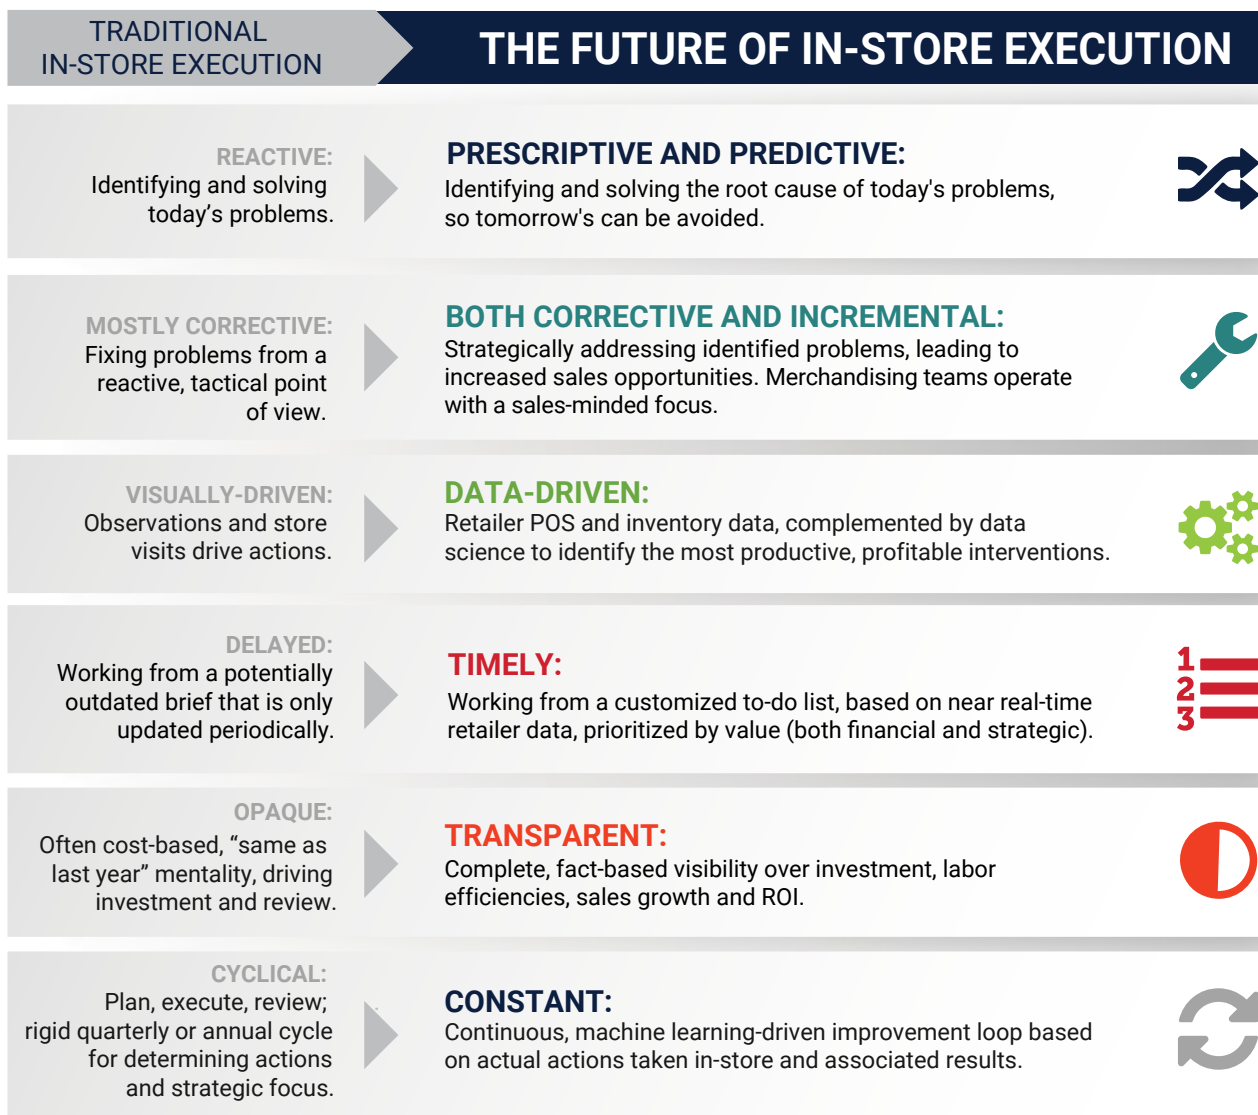 TRADITIONAL
IN-STORE EXECUTION
THE FUTURE OF IN-STORE EXECUTION
REACTIVE:
Identifying and solving
today’s problems.
PRESCRIPTIVE AND PREDICTIVE:
Identifying and solving the root cause of today's problems,
so tomorrow's can be avoided.
MOSTLY CORRECTIVE:
Fixing problems from a
reactive, tactical point
of view.
BOTH CORRECTIVE AND INCREMENTAL:
Strategically addressing identified problems, leading to
increased sales opportunities. Merchandising teams operate
with a sales-minded focus.
VISUALLY-DRIVEN:
Observations and store
visits drive actions.
DATA-DRIVEN:
Retailer POS and inventory data, complemented by data
science to identify the most productive, profitable interventions.
DELAYED:
Working from a potentially
outdated brief that is only
updated periodically.
TIMELY:
Working from a customized to-do list, based on near real-time
retailer data, prioritized by value (both financial and strategic).
1
2
3
OPAQUE:
Often cost-based, “same as
last year” mentality, driving
investment and review.
TRANSPARENT:
Complete, fact-based visibility over investment, labor
efficiencies, sales growth and ROI.
CYCLICAL:
Plan, execute, review;
rigid quarterly or annual cycle
for determining actions
and strategic focus.
CONSTANT:
Continuous, machine learning-driven improvement loop based
on actual actions taken in-store and associated results.